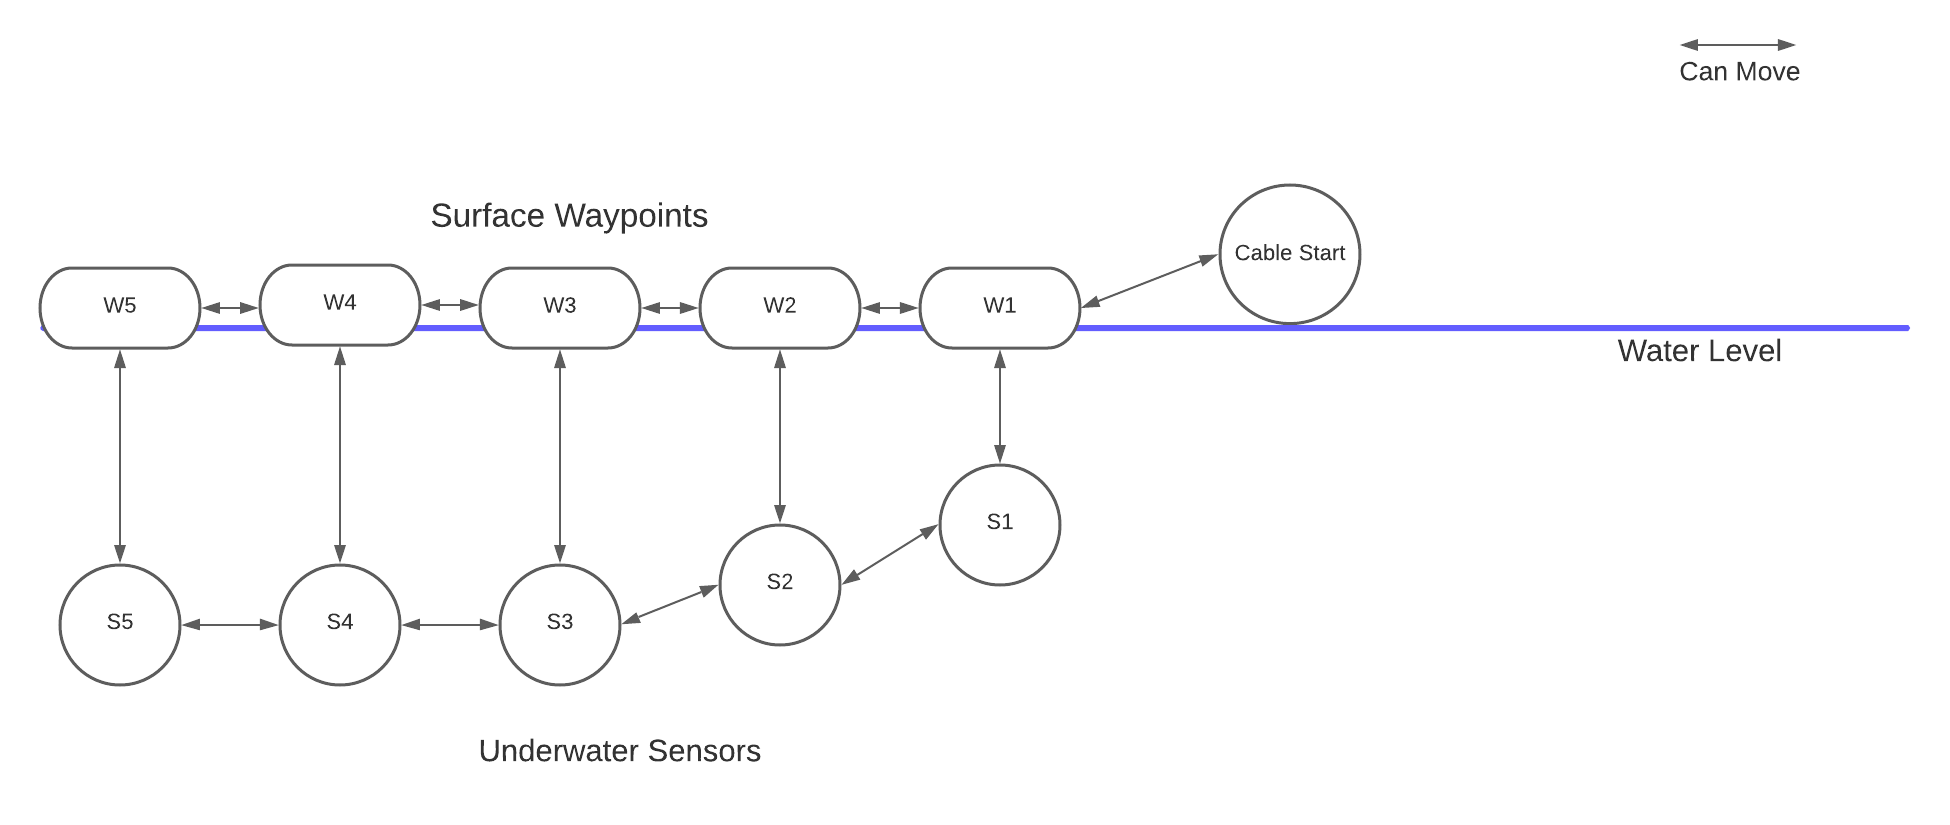 Can Move
Surface Waypoints
Cable Start
W5
W4
W3
W2
W1
Water Level
S1
S2
S5
S4
S3
Underwater Sensors